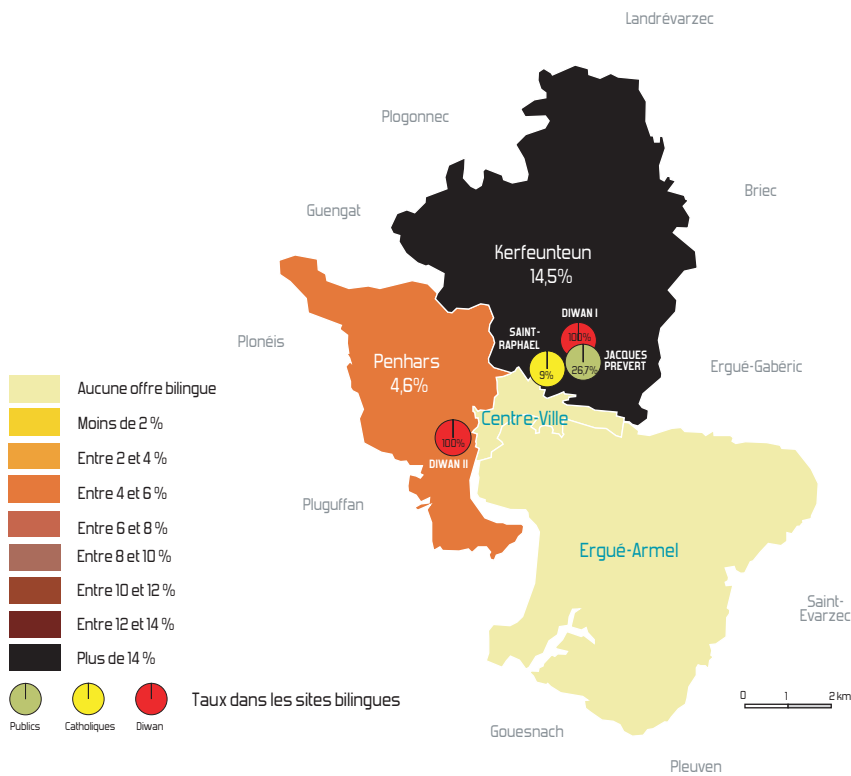 Landrévarzec
Plogonnec
Briec
Guengat
Kerfeunteun
14,5%
DIWAN I
100%
SAINT-
RAPHAEL
9%
JACQUES
PREVERT
26,7%
Plonéis
Penhars
4,6%
Ergué-Gabéric
Centre-Ville
100%
DIWAN II
Pluguffan
Ergué-Armel
Saint-
Evarzec
Gouesnach
Pleuven
Aucune offre bilingue
Moins de 2 %
Entre 2 et 4 %
Entre 4 et 6 %
Entre 6 et 8 %
Entre 8 et 10 %
Entre 10 et 12 %
Entre 12 et 14 %
Plus de 14 %
Publics
Catholiques
Diwan
Taux dans les sites bilingues
0 1 2 km